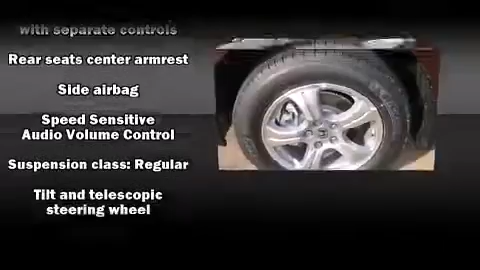 with separate controls
Rear seats center armrest
Side airbag
Speed Sensitive
Audio Volume Control
Suspension class: Regular
Tilt and telescopic
steering wheel